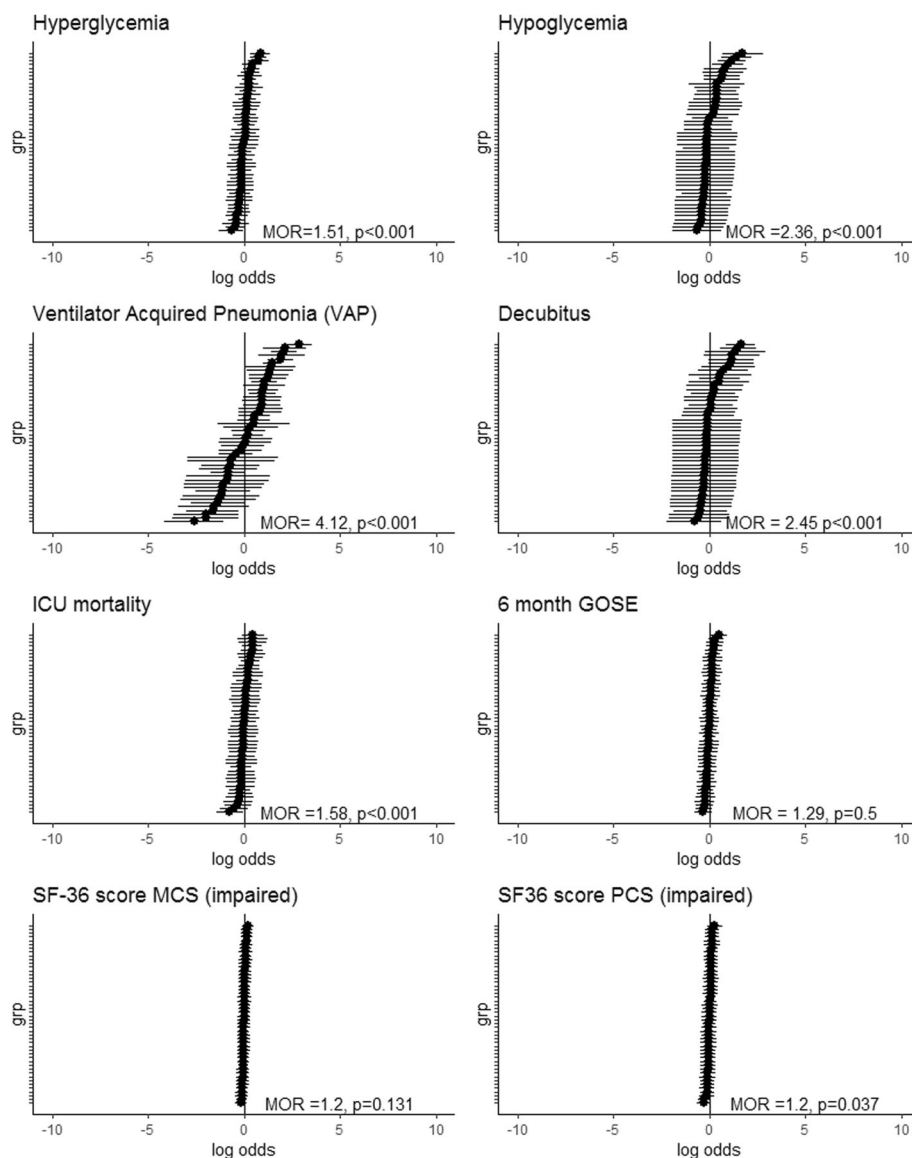 Hyperglycemia
grp
MOR=1.51, p<0.001
-10 -5 0 5 10
log odds
Hypoglycemia
grp
MOR =2.36, p<0.001
-10 -5 0 5 10
log odds
Ventilator Acquired Pneumonia (VAP)
grp
MOR= 4.12, p<0.001
-10 -5 0 5 10
log odds
Decubitus
grp
MOR = 2.45 p<0.001
-10 -5 0 5 10
log odds
ICU mortality
grp
MOR =1.58, p<0.001
-10 -5 0 5 10
log odds
6 month GOSE
grp
MOR = 1.29, p=0.5
-10 -5 0 5 10
log odds
SF-36 score MCS (impaired)
grp
MOR =1.2, p=0.131
-10 -5 0 5 10
log odds
SF36 score PCS (impaired)
grp
MOR =1.2, p=0.037
-10 -5 0 5 10
log odds